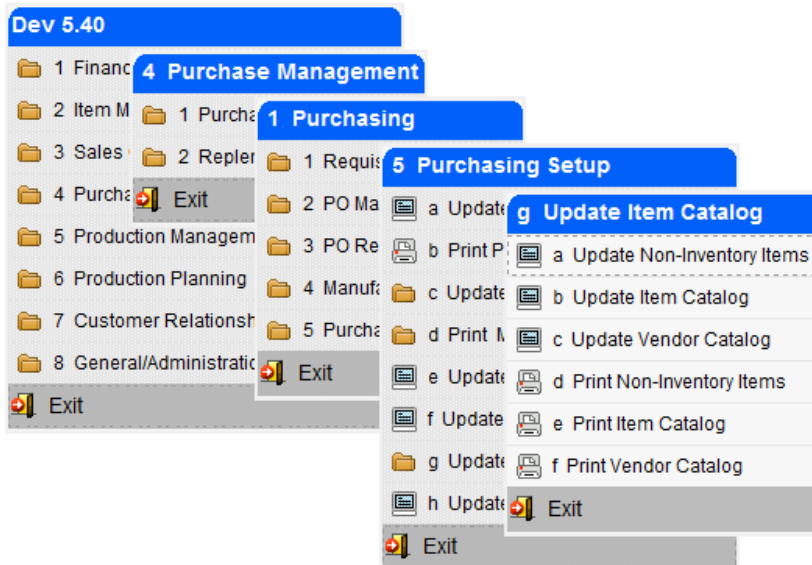 Dev 5.40
1 Financ
2 Item M
3 Sales
4 Purcha
5 Production Managem
6 Production Planning
7 Customer Relationsh
8 General/Administratic
Exit
4 Purchase Management
1 Purcha
2 Repler
Exit
1 Purchasing
1 Requis
2 PO Ma
3 PO Re
4 Manufa
5 Purcha
Exit
5 Purchasing Setup
a Update
b Print P
c Update
d Print M
e Update
f Update
g Update
h Update
Exit
g Update Item Catalog
a Update Non-Inventory Items
b Update Item Catalog
c Update Vendor Catalog
d Print Non-Inventory Items
e Print Item Catalog
f Print Vendor Catalog
Exit